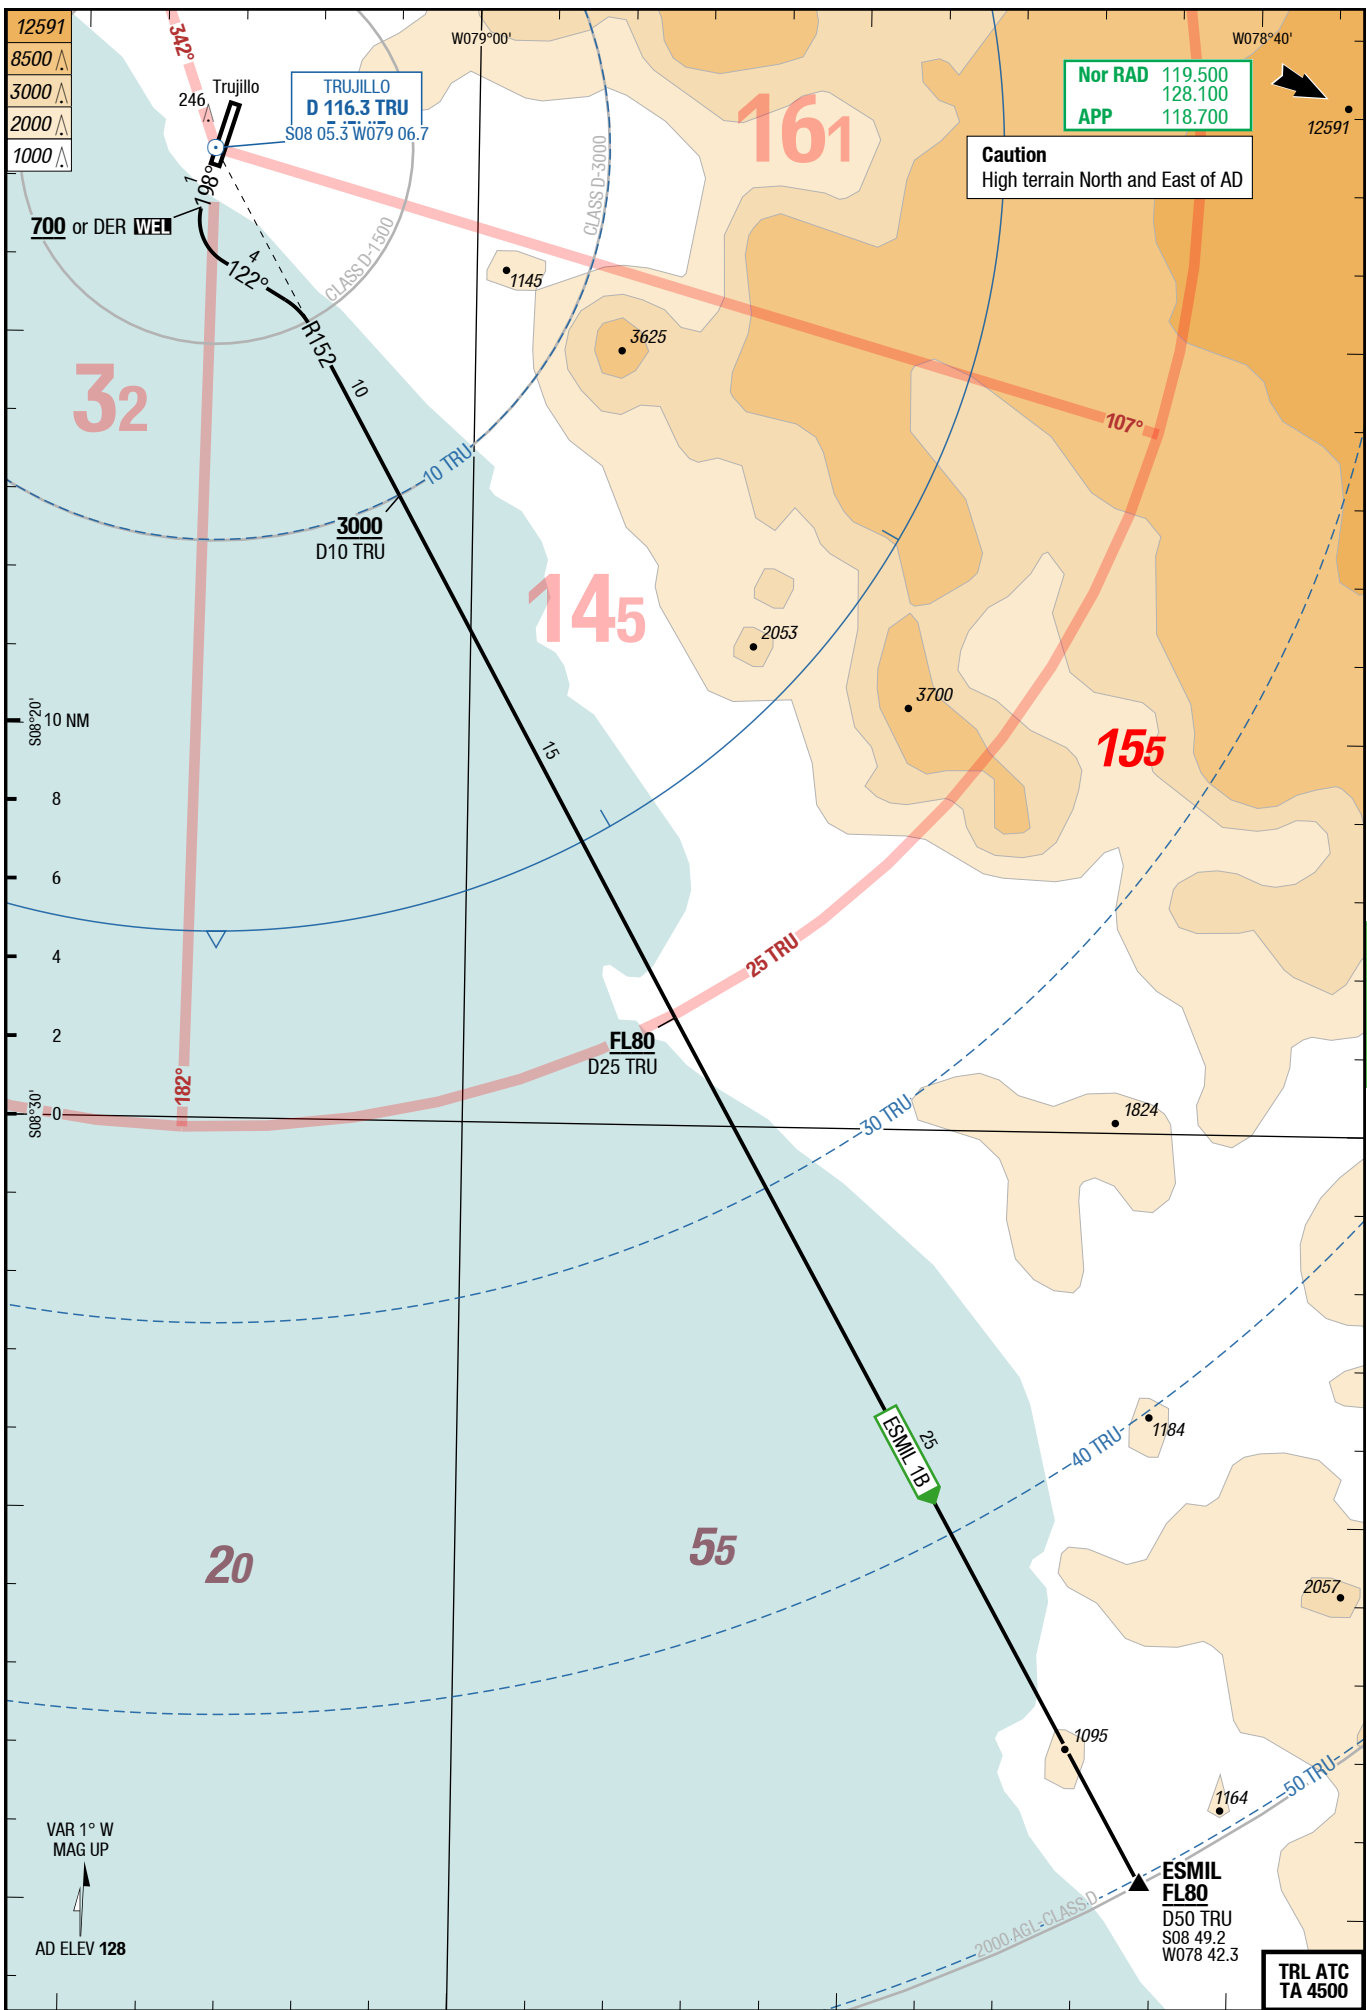 12591
8500
3000
2000
1000
W079°00'
W078°40'
342°
Trujillo
246
TRUJILLO
D 116.3 TRU
S08 05.3 W079 06.7
Nor RAD 119.500
128.100
APP 118.700
12591
Caution
High terrain North and East of AD
161
CLASS D-3000
CLASS D-1500
1
198°
700 or DER WEL
4
122°
R152
10
1145
3625
32
107°
10 TRU
3000
D10 TRU
145
2053
3700
155
S08°20'
10 NM
8
6
4
2
0
S08°30'
15
25 TRU
182°
FL80
D25 TRU
30 TRU
1824
ESMIL 1B
25
40 TRU
1184
20
55
2057
1095
1164
50 TRU
VAR 1° W
MAG UP
AD ELEV 128
2000 AGL-CLASS D
ESMIL
FL80
D50 TRU
S08 49.2
W078 42.3
TRL ATC
TA 4500